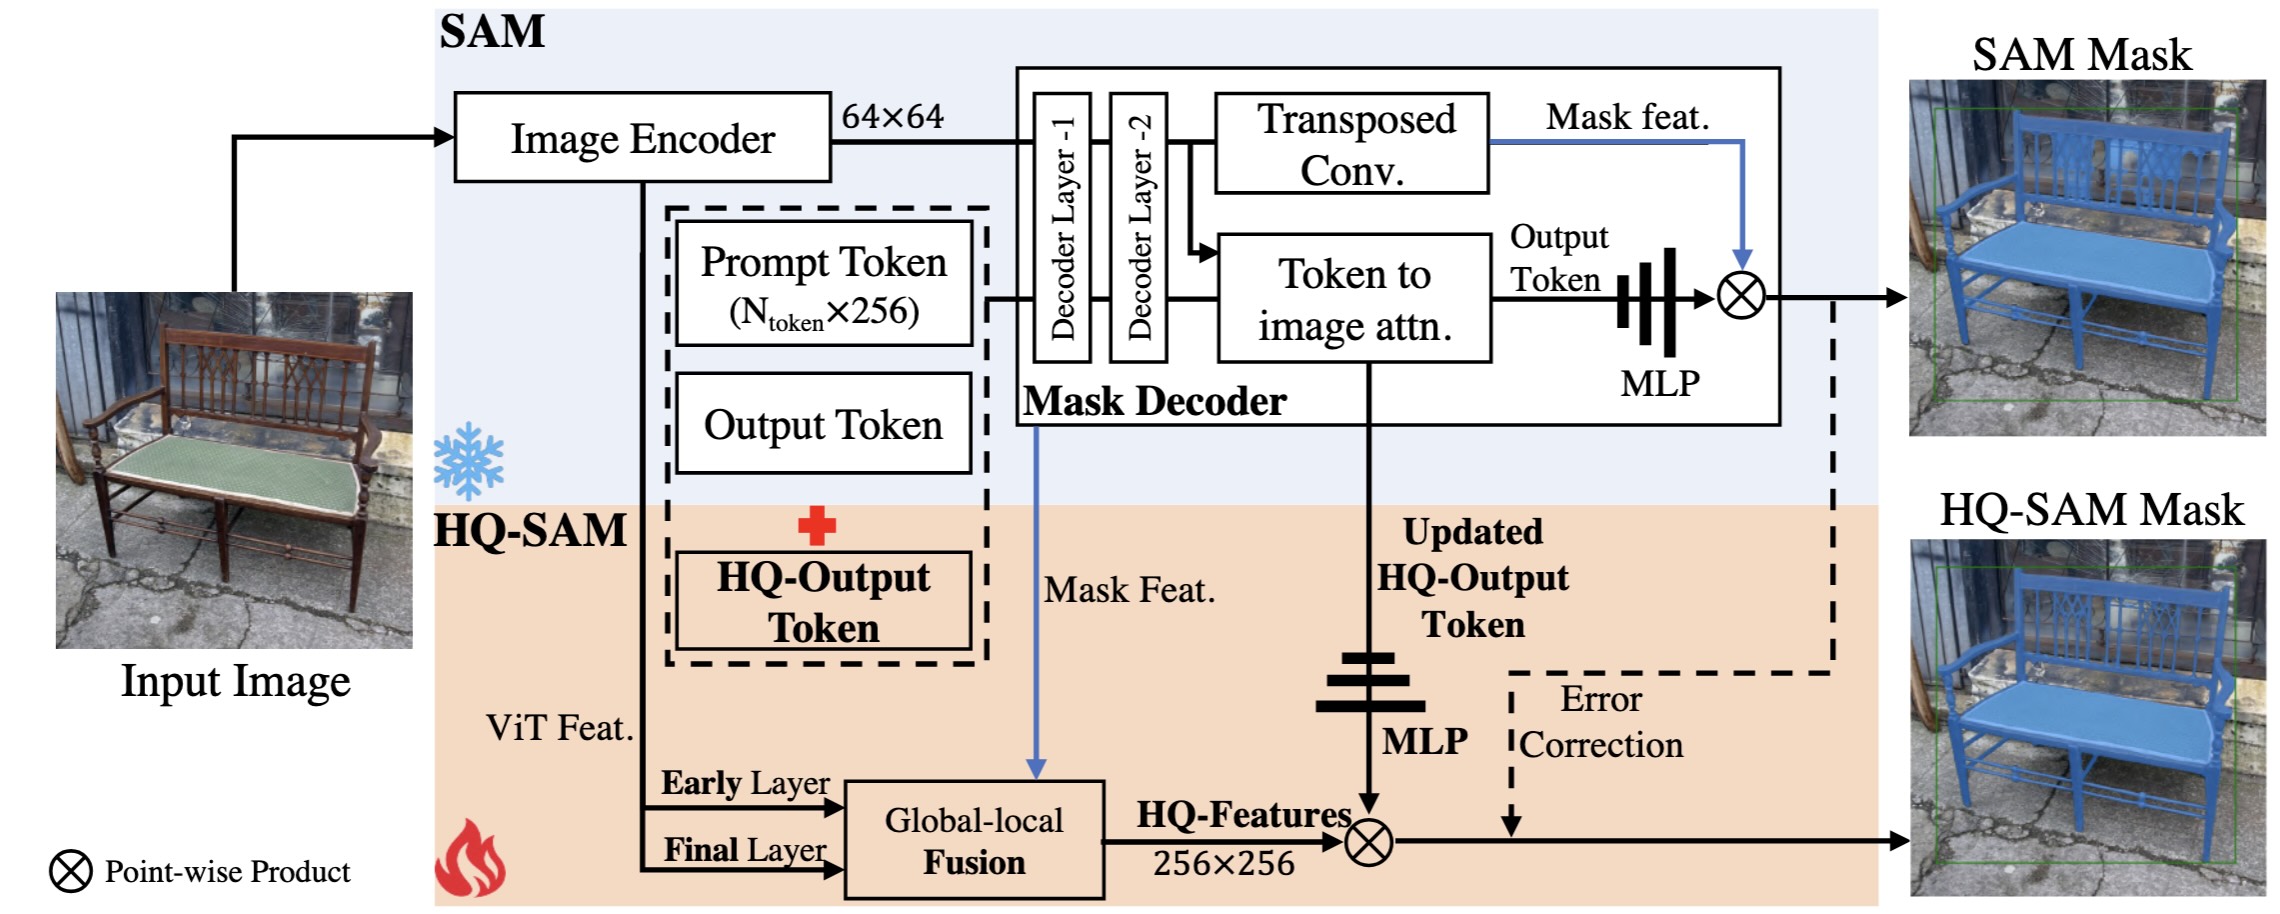 SAM
SAM Mask
Image Encoder
64×64
Decoder Layer -1
Decoder Layer -2
Transposed
Conv.
Mask feat.
Prompt Token
(Ntoken×256)
Token to
image attn.
Output
Token
MLP
Mask Decoder
Output Token
HQ-SAM
HQ-Output
Token
Mask Feat.
Updated
HQ-Output
Token
HQ-SAM Mask
Input Image
ViT Feat.
MLP
Error
Correction
Early Layer
Final Layer
Global-local
Fusion
HQ-Features
256×256
Point-wise Product